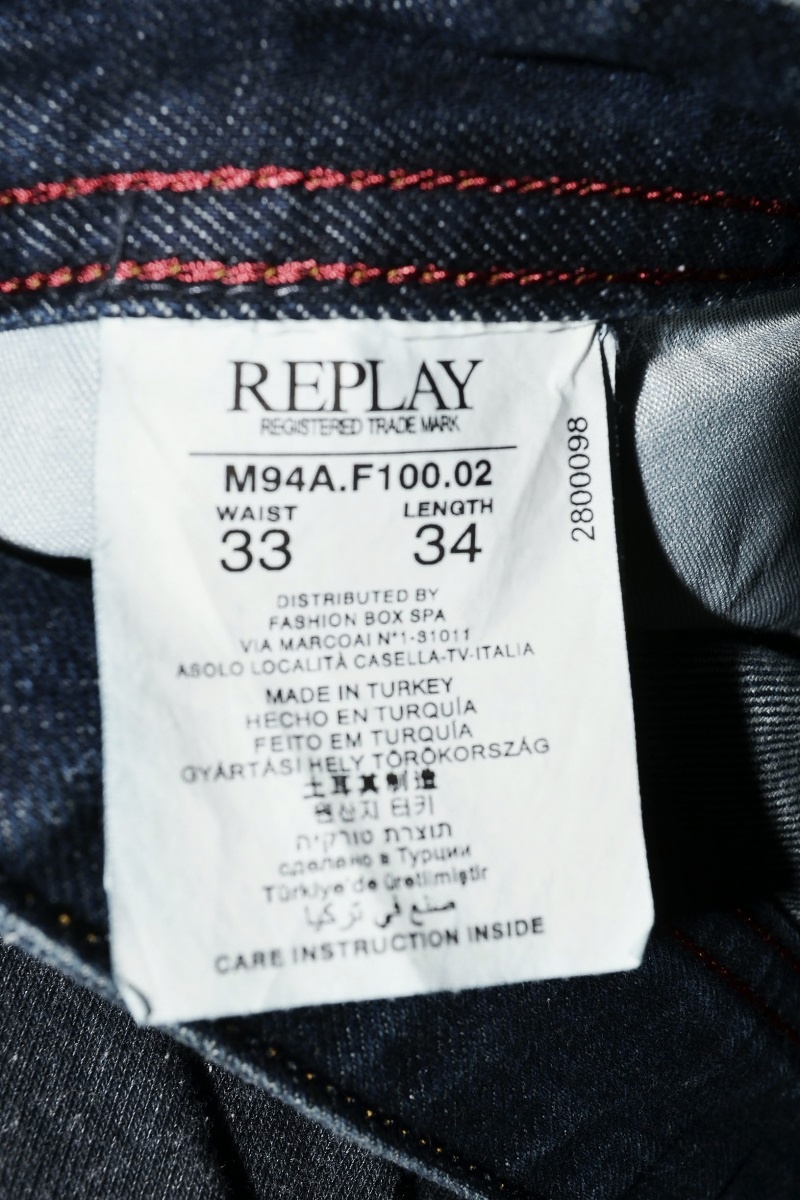 REPLAY
REGISTERED TRADE MARK
M94A.F100.02
WAIST LENGTH
33 34
2800098
DISTRIBUTED BY
FASHION BOX SPA
VIA MARCOAI N°1-31011
ASOLO LOCALITÀ CASELLA-TV-ITALIA
MADE IN TURKEY
HECHO EN TURQUÍA
FEITO EM TURQUÍA
GYÁRTÁSI HELY TÖRÖKORSZÁG
土耳其制造
원산지 터키
תוצרת טורקיה
сделано в Турции
Türkiye'de üretilmiştir
صنع في تركيا
CARE INSTRUCTION INSIDE